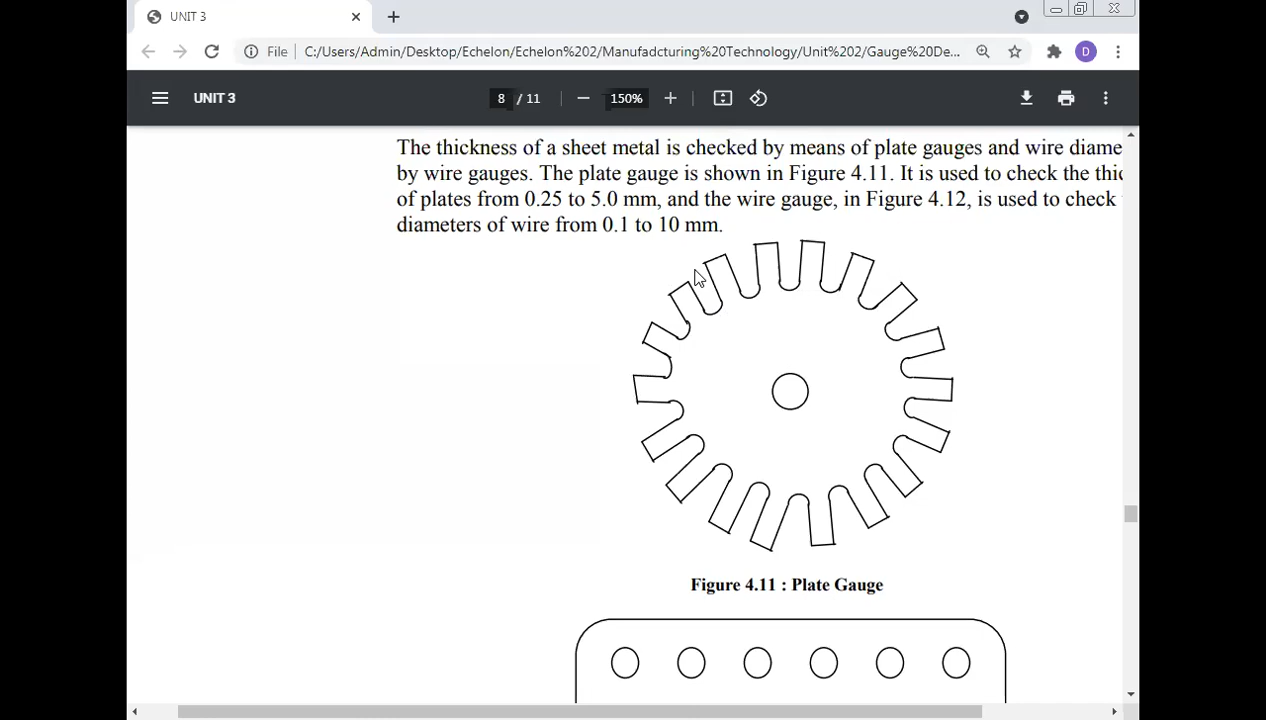 UNIT 3
File
C:/Users/Admin/Desktop/Echelon/Echelon%202/Manufadcturing%20Technology/Unit%202/Gauge%20De...
D
UNIT 3
8 / 11
150%
The thickness of a sheet metal is checked by means of plate gauges and wire diame
by wire gauges. The plate gauge is shown in Figure 4.11. It is used to check the thic
of plates from 0.25 to 5.0 mm, and the wire gauge, in Figure 4.12, is used to check
diameters of wire from 0.1 to 10 mm.
Figure 4.11 : Plate Gauge